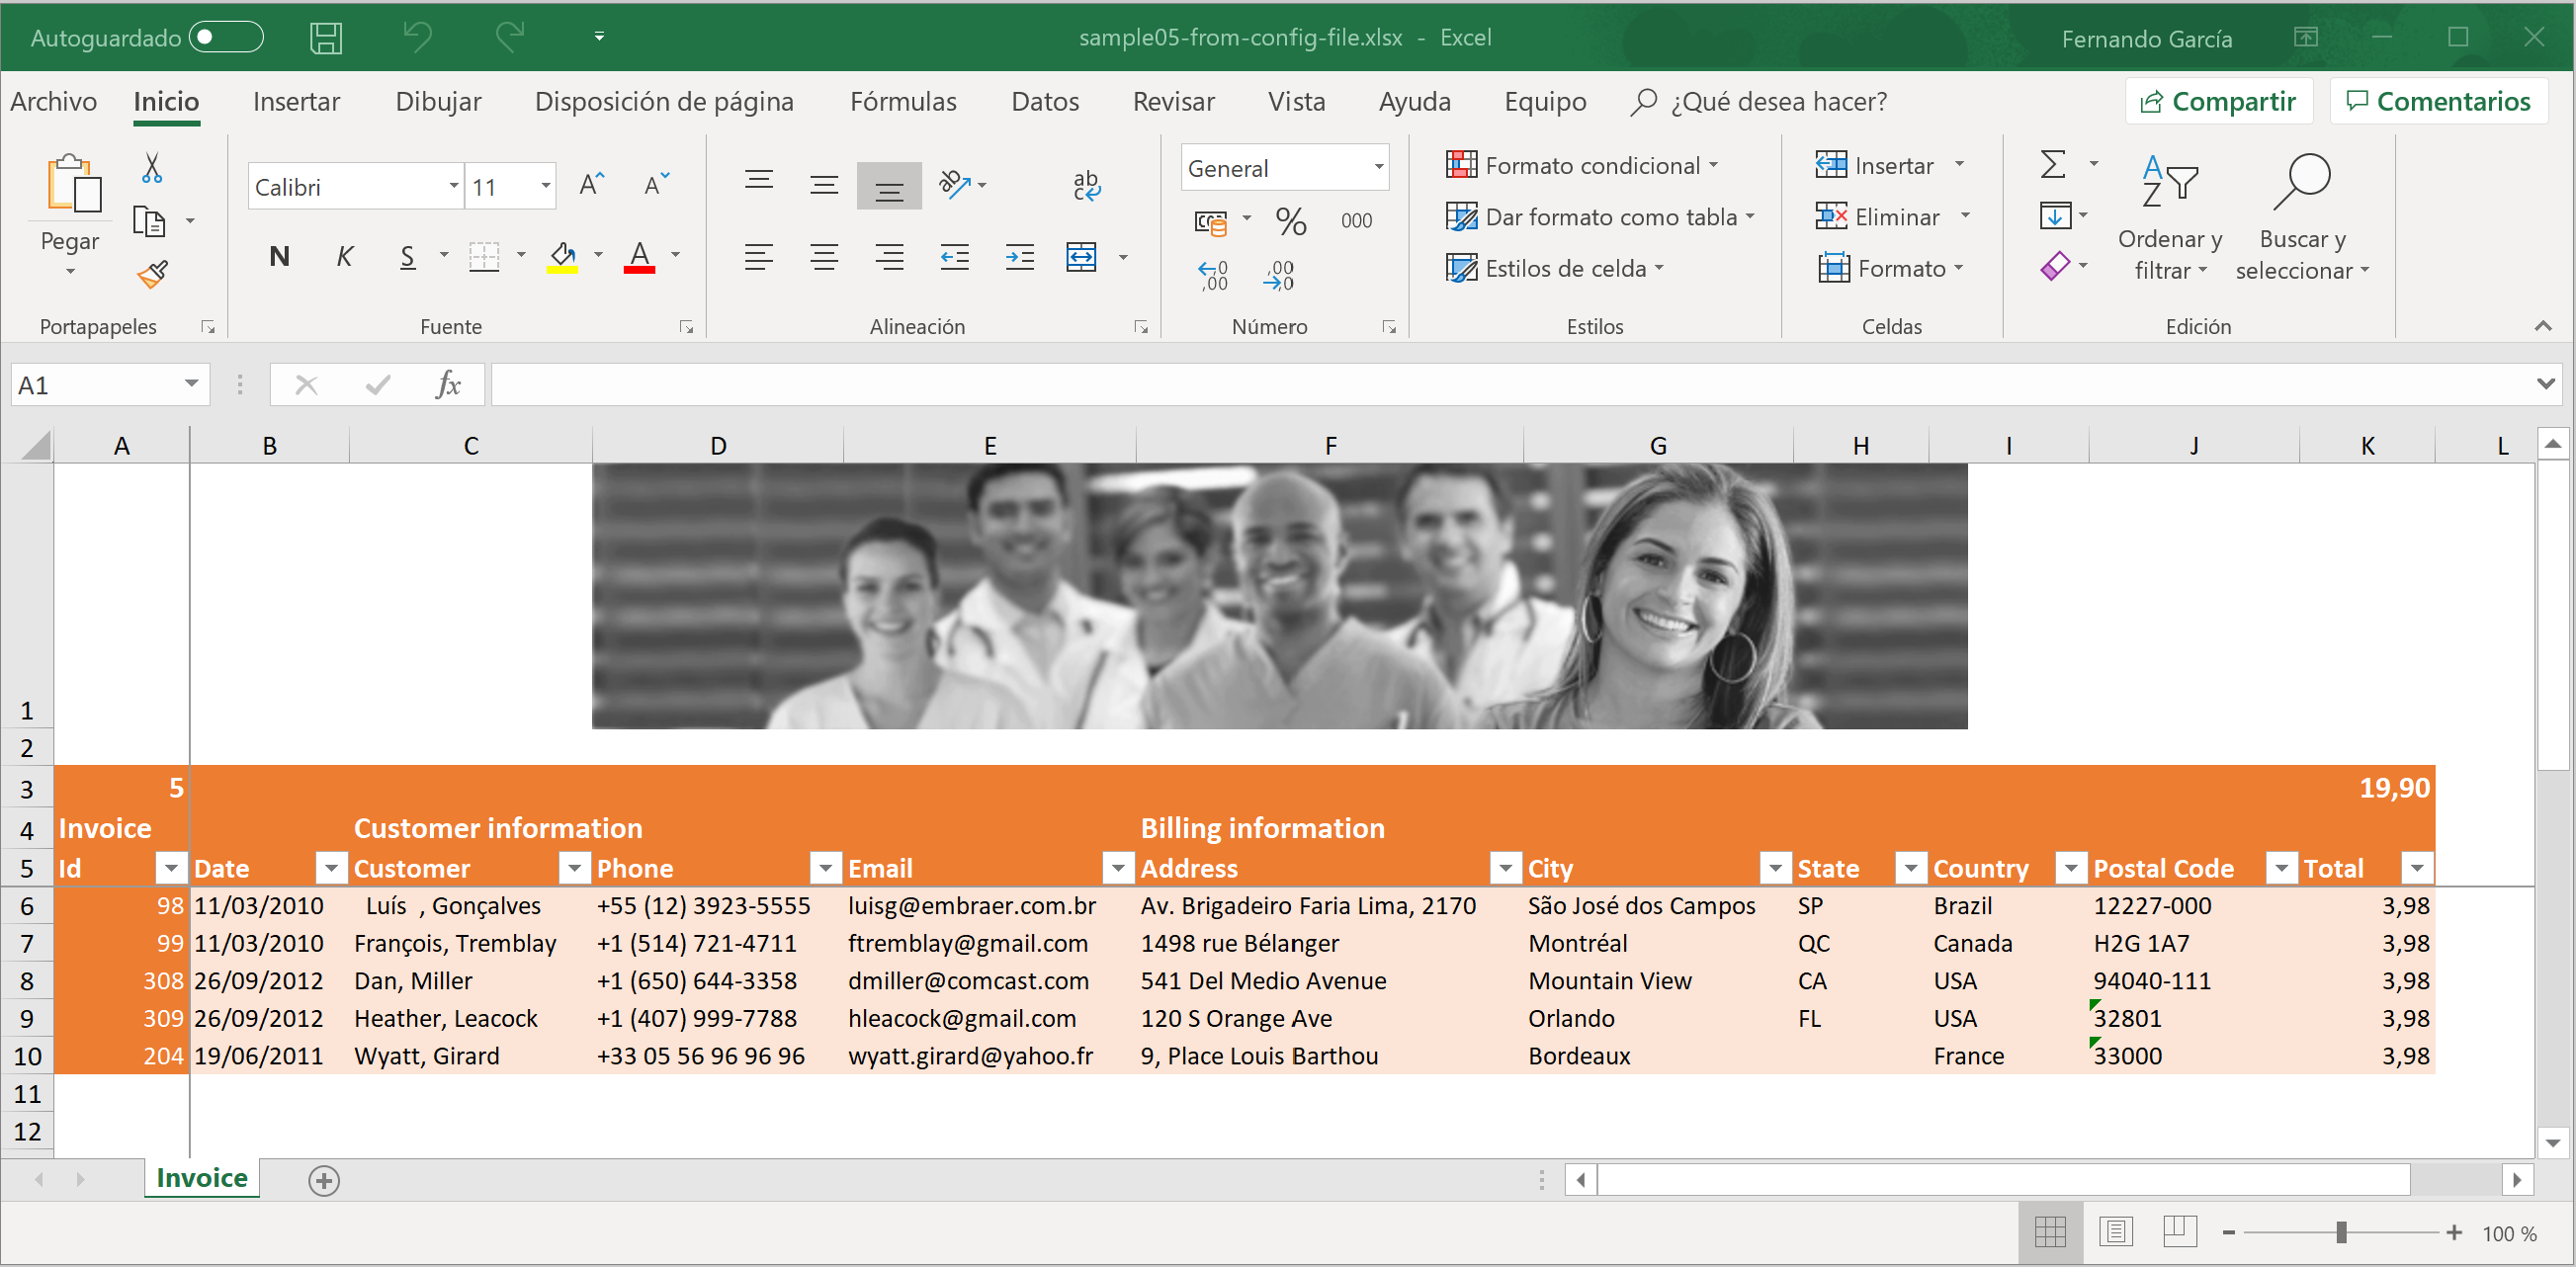 Autoguardado sample05-from-config-file.xlsx - Excel Fernando García
Archivo Inicio Insertar Dibujar Disposición de página Fórmulas Datos Revisar Vista Ayuda Equipo ¿Qué desea hacer? Compartir Comentarios
Pegar
Portapapeles
Calibri 11 A A
N K S A
Fuente
ab ab c
Alineación
General
% 000
←0 ,00 ,00 →0
Número
Formato condicional
Dar formato como tabla
Estilos de celda
Estilos
Insertar
Eliminar
Formato
Celdas
Σ A Z
Ordenar y filtrar
Buscar y seleccionar
Edición
A1 fx
A B C D E F G H I J K L
1
2
3 5 19,90
4 Invoice Customer information Billing information
5 Id Date Customer Phone Email Address City State Country Postal Code Total
6 98 11/03/2010 Luís , Gonçalves +55 (12) 3923-5555 luisg@embraer.com.br Av. Brigadeiro Faria Lima, 2170 São José dos Campos SP Brazil 12227-000 3,98
7 99 11/03/2010 François, Tremblay +1 (514) 721-4711 ftremblay@gmail.com 1498 rue Bélanger Montréal QC Canada H2G 1A7 3,98
8 308 26/09/2012 Dan, Miller +1 (650) 644-3358 dmiller@comcast.com 541 Del Medio Avenue Mountain View CA USA 94040-111 3,98
9 309 26/09/2012 Heather, Leacock +1 (407) 999-7788 hleacock@gmail.com 120 S Orange Ave Orlando FL USA 32801 3,98
10 204 19/06/2011 Wyatt, Girard +33 05 56 96 96 96 wyatt.girard@yahoo.fr 9, Place Louis Barthou Bordeaux France 33000 3,98
11
12
Invoice
100 %